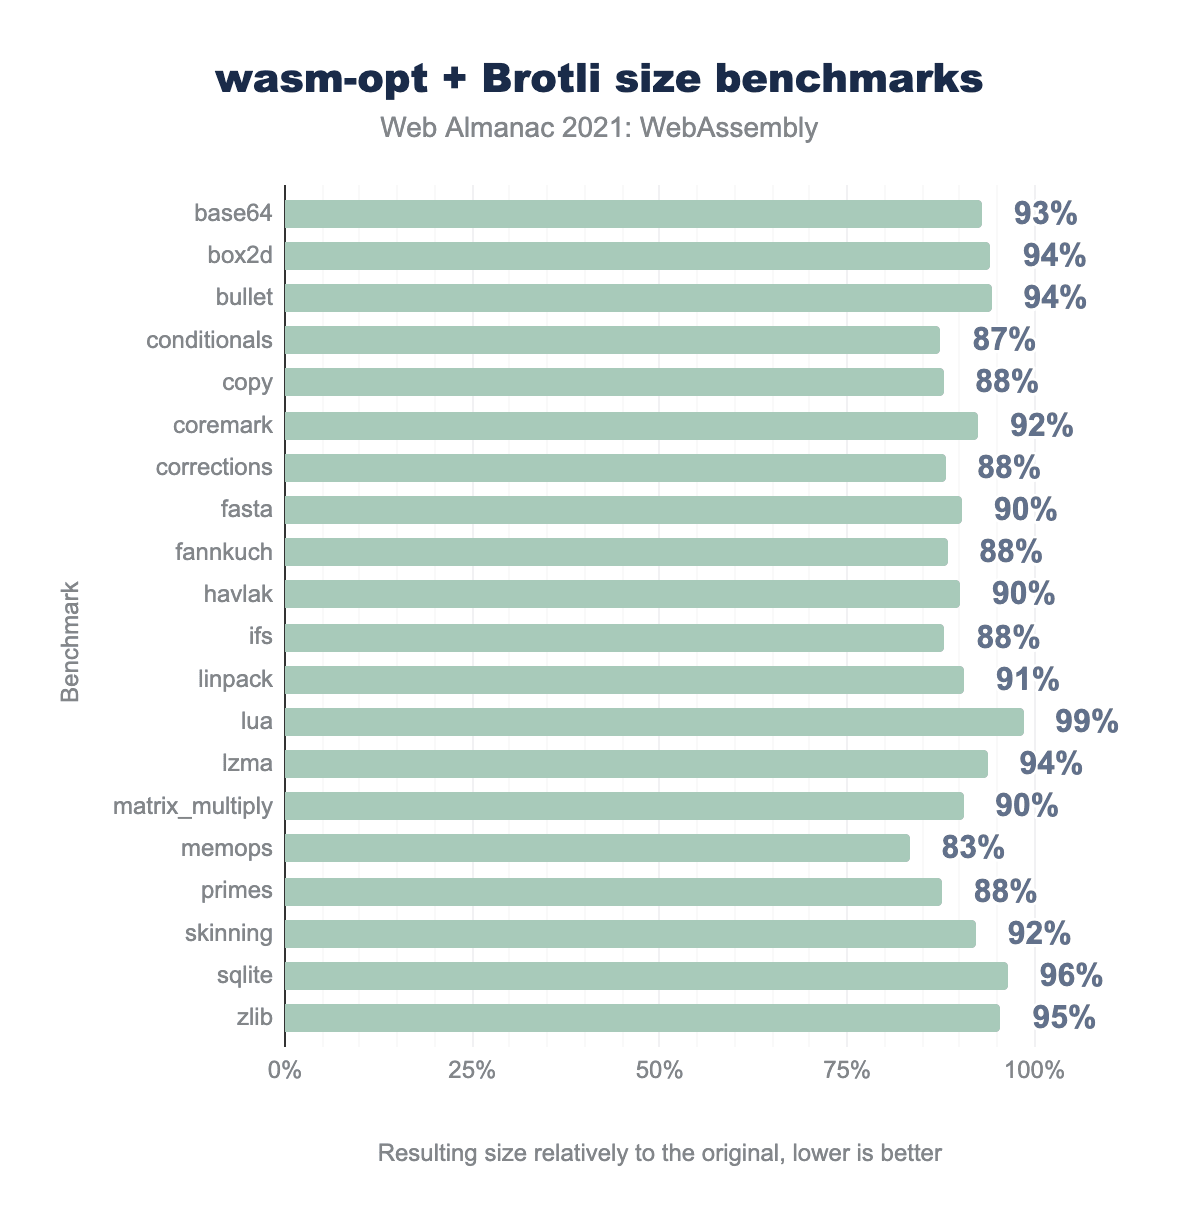 wasm-opt + Brotli size benchmarks
Web Almanac 2021: WebAssembly
Benchmark
base64 93%
box2d 94%
bullet 94%
conditionals 87%
copy 88%
coremark 92%
corrections 88%
fasta 90%
fannkuch 88%
havlak 90%
ifs 88%
linpack 91%
lua 99%
lzma 94%
matrix_multiply 90%
memops 83%
primes 88%
skinning 92%
sqlite 96%
zlib 95%
0% 25% 50% 75% 100%
Resulting size relatively to the original, lower is better